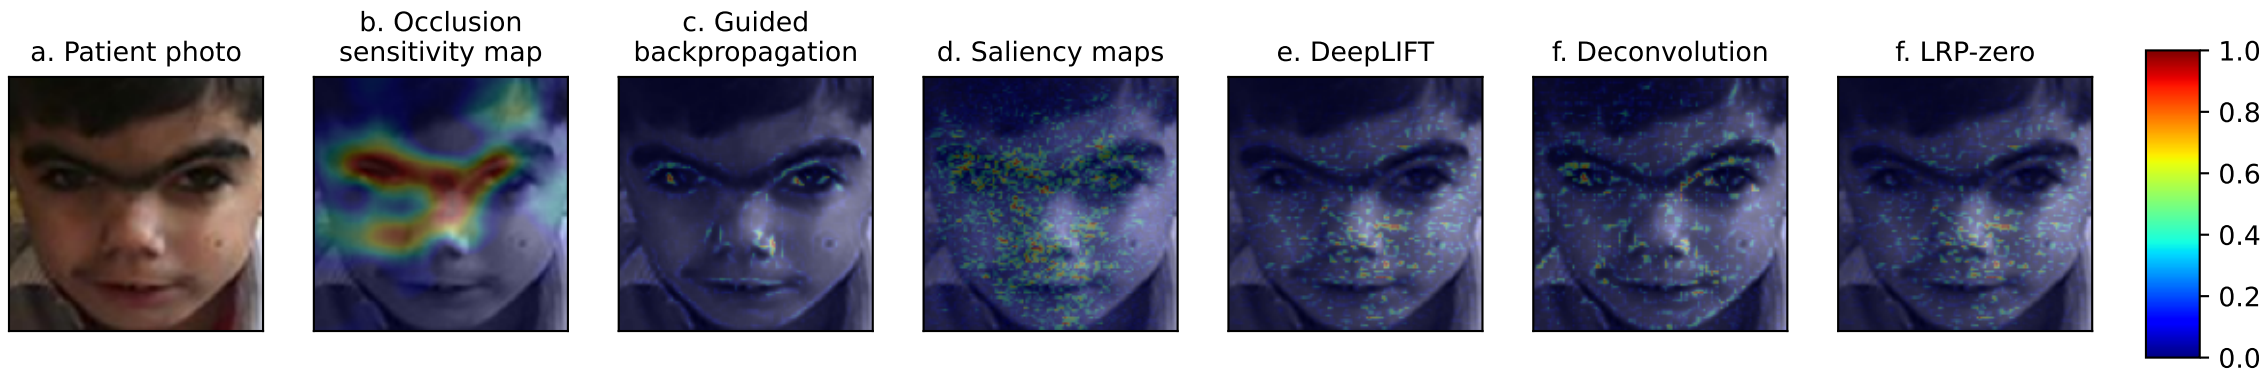 a. Patient photo
b. Occlusion
sensitivity map
c. Guided
backpropagation
d. Saliency maps
e. DeepLIFT
f. Deconvolution
f. LRP-zero
1.0
0.8
0.6
0.4
0.2
0.0